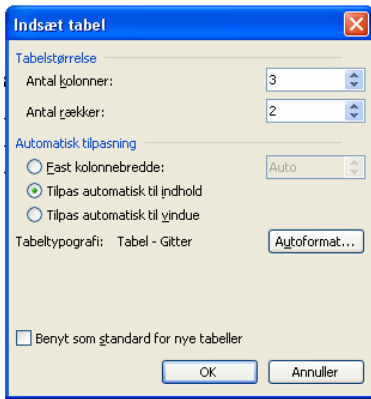 Indsæt tabel
Tabelstørrelse
Antal kolonner: 3
Antal rækker: 2
Automatisk tilpasning
Fast kolonnebredde: Auto
Tilpas automatisk til indhold
Tilpas automatisk til vindue
Tabeltypografi: Tabel - Gitter Autoformat...
Benyt som standard for nye tabeller
OK Annuller